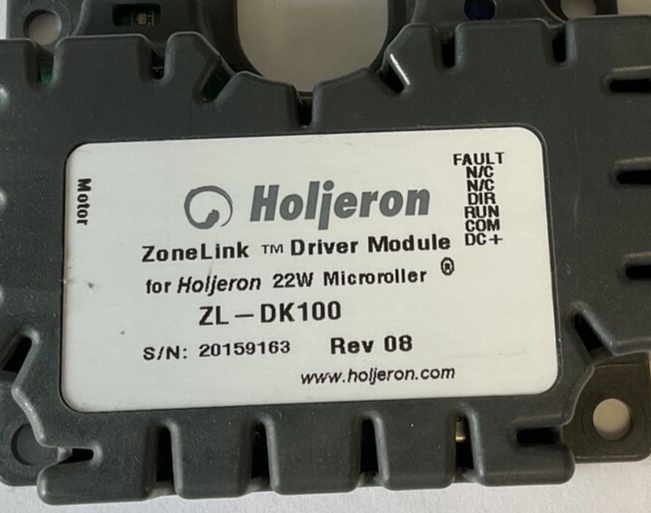 Motor
Holjeron
ZoneLink ™ Driver Module
for Holjeron 22W Microroller ®
ZL-DK100
S/N: 20159163 Rev 08
www.holjeron.com
FAULT
N/C
N/C
DIR
RUN
COM
DC+